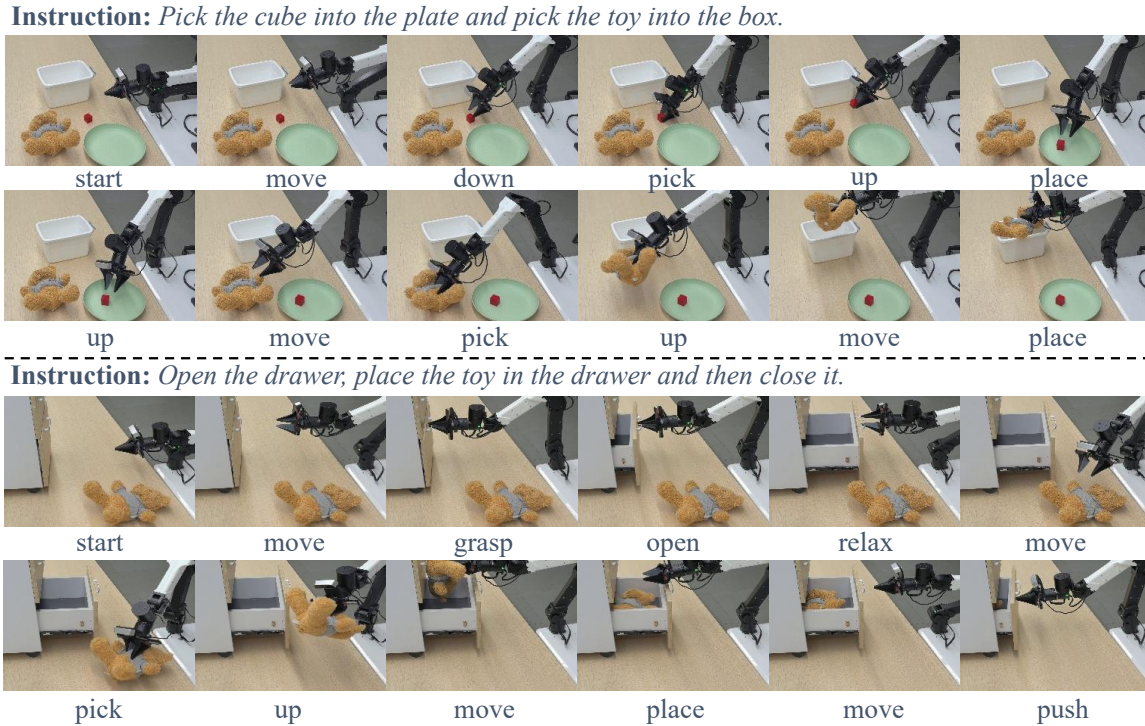 Instruction: Pick the cube into the plate and pick the toy into the box.
start move down pick up place
up move pick up move place
Instruction: Open the drawer, place the toy in the drawer and then close it.
start move grasp open relax move
pick up move place move push